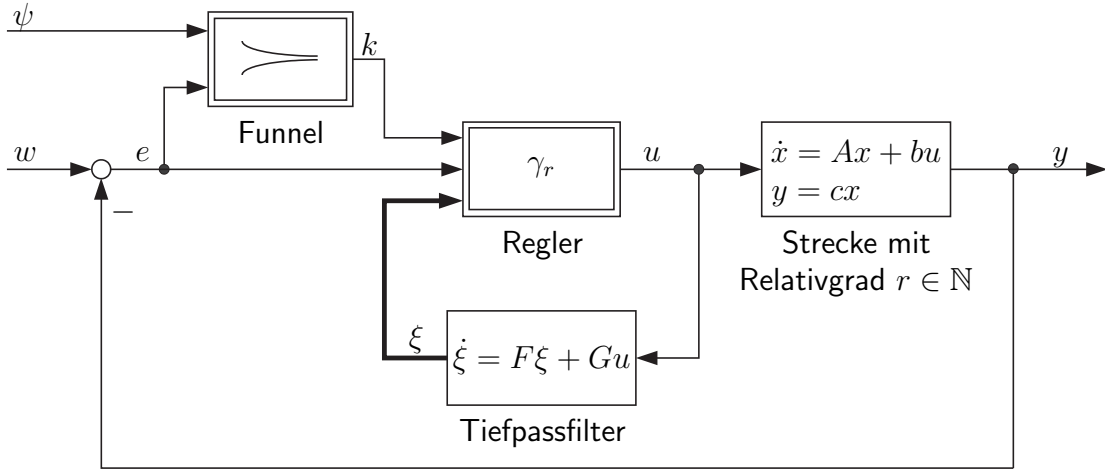 ψ
k
Funnel
w
e
−
γ_r
Regler
u
ẋ = Ax + bu
y = cx
Strecke mit
Relativgrad r ∈ ℕ
y
ξ
ξ̇ = Fξ + Gu
Tiefpassfilter